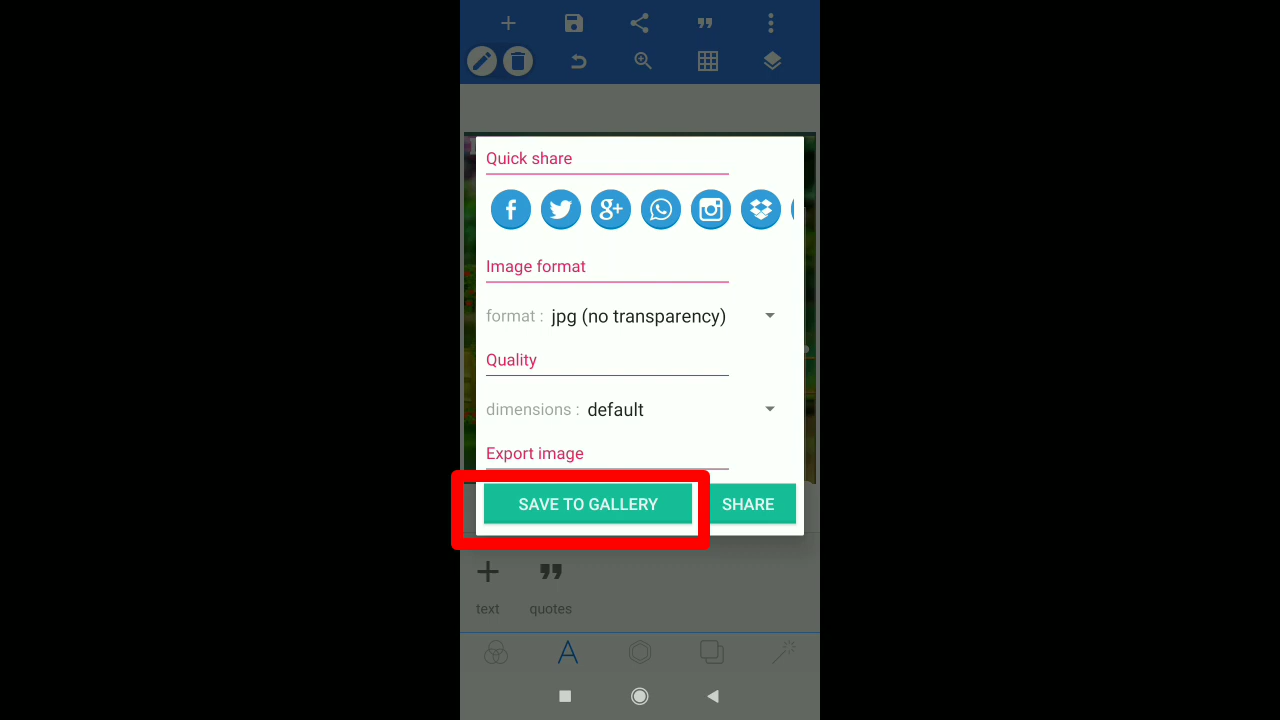 Quick share
Image format
format : jpg (no transparency)
Quality
dimensions : default
Export image
SAVE TO GALLERY SHARE
text quotes